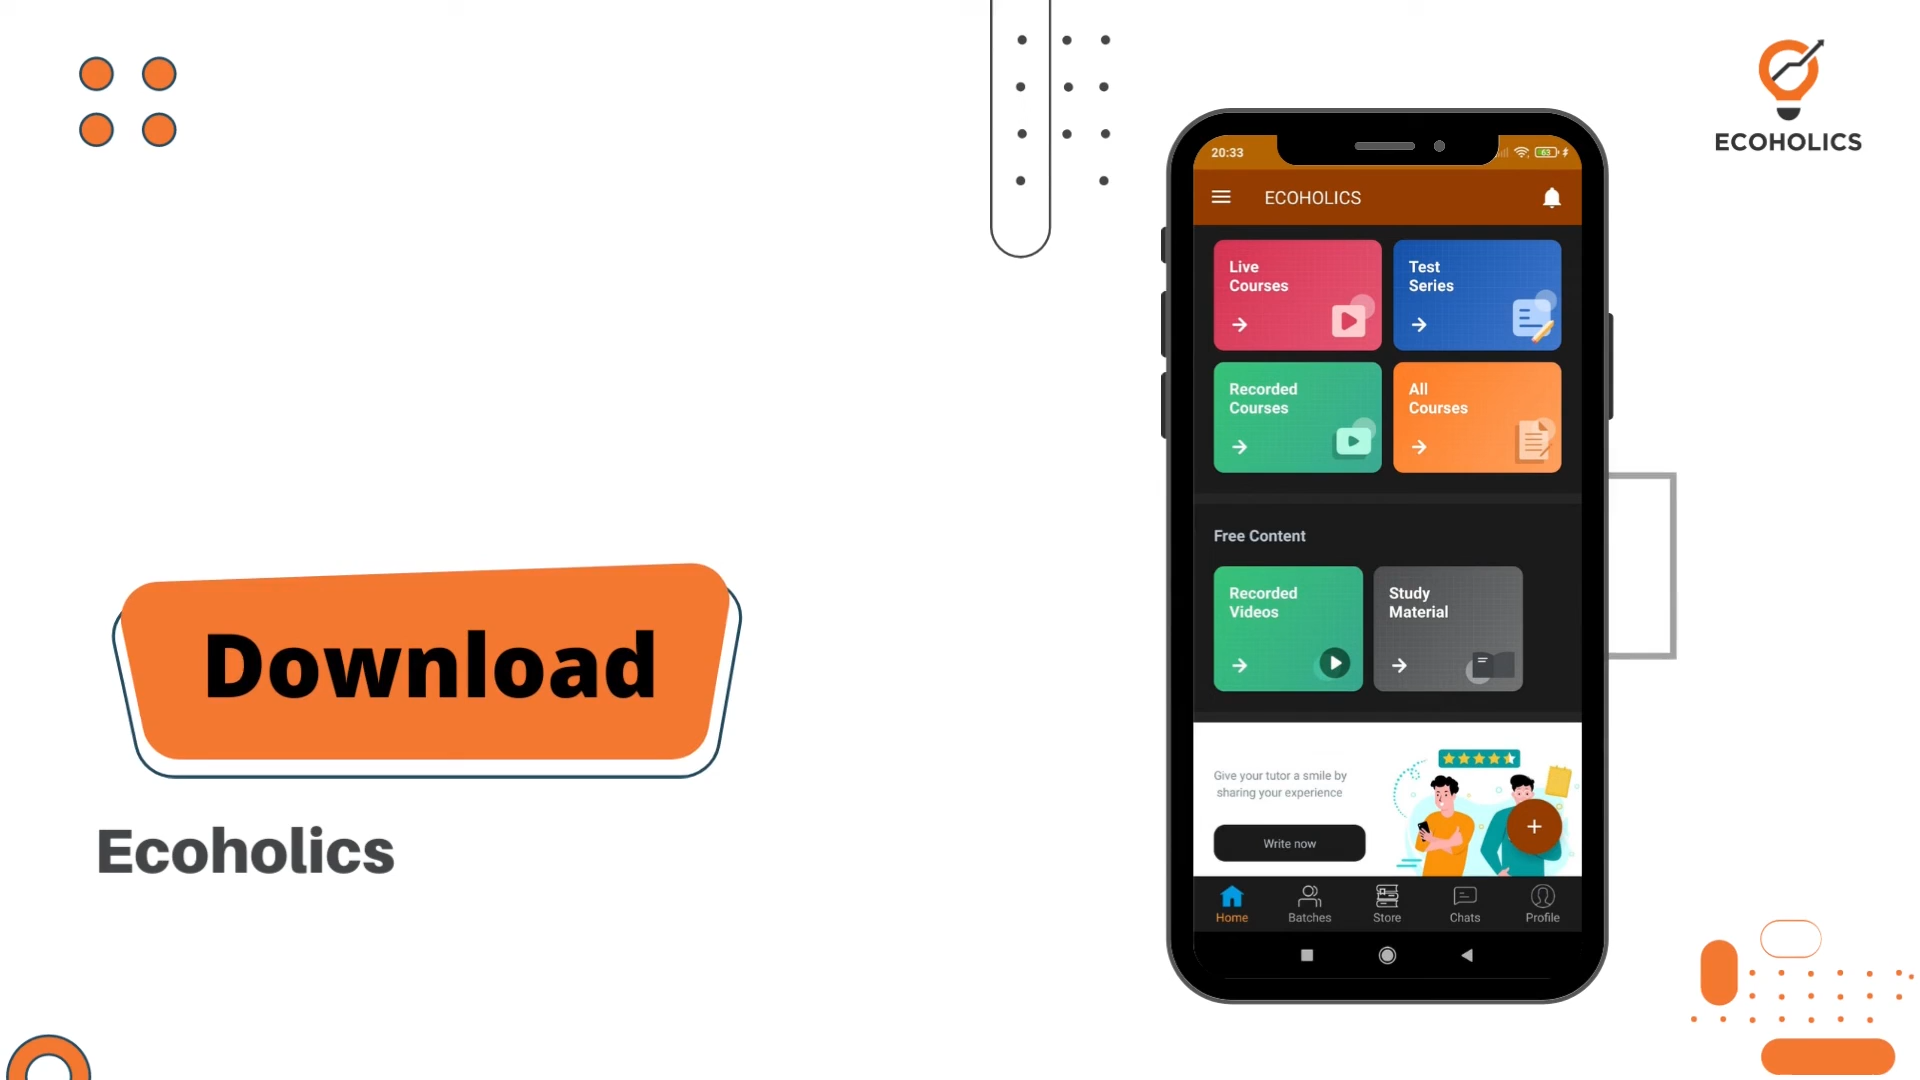 ECOHOLICS
Download
Ecoholics
20:33
63
ECOHOLICS
Live
Courses
Test
Series
Recorded
Courses
All
Courses
Free Content
Recorded
Videos
Study
Material
Give your tutor a smile by
sharing your experience
Write now
Home
Batches
Store
Chats
Profile